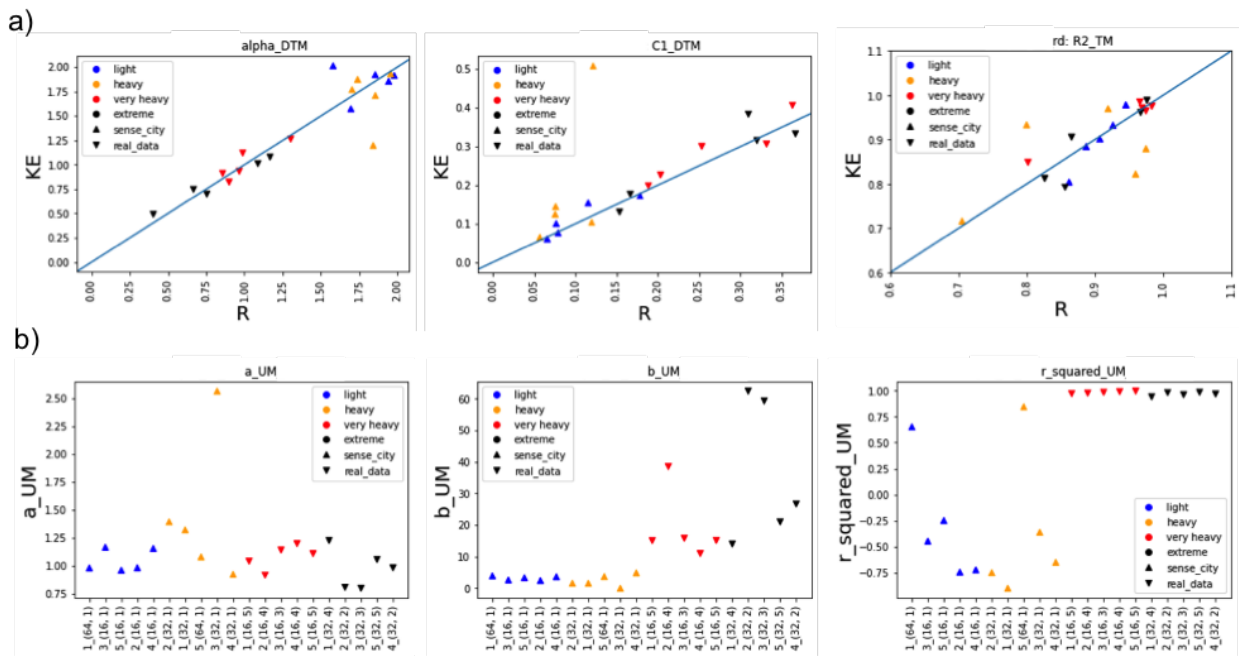 a)
alpha_DTM
KE
2.00
1.75
1.50
1.25
1.00
0.75
0.50
0.25
0.00
light
heavy
very heavy
extreme
sense_city
real_data
0.00
0.25
0.50
0.75
1.00
1.25
1.50
1.75
2.00
R
C1_DTM
KE
0.5
0.4
0.3
0.2
0.1
0.0
light
heavy
very heavy
extreme
sense_city
real_data
0.00
0.05
0.10
0.15
0.20
0.25
0.30
0.35
R
rd: R2_TM
KE
1.1
1.0
0.9
0.8
0.7
0.6
light
heavy
very heavy
extreme
sense_city
real_data
0.6
0.7
0.8
0.9
1.0
1.1
R
b)
a_UM
a_UM
2.50
2.25
2.00
1.75
1.50
1.25
1.00
0.75
light
heavy
very heavy
extreme
sense_city
real_data
1_(64, 1)
3_(16, 1)
5_(16, 1)
2_(16, 1)
4_(16, 1)
2_(32, 1)
1_(32, 1)
5_(64, 1)
3_(32, 1)
4_(32, 1)
1_(16, 5)
2_(16, 4)
3_(16, 3)
4_(16, 4)
5_(16, 5)
1_(32, 4)
2_(32, 2)
3_(32, 3)
5_(32, 5)
4_(32, 2)
b_UM
b_UM
60
50
40
30
20
10
0
light
heavy
very heavy
extreme
sense_city
real_data
1_(64, 1)
3_(16, 1)
5_(16, 1)
2_(16, 1)
4_(16, 1)
2_(32, 1)
1_(32, 1)
5_(64, 1)
3_(32, 1)
4_(32, 1)
1_(16, 5)
2_(16, 4)
3_(16, 3)
4_(16, 4)
5_(16, 5)
1_(32, 4)
2_(32, 2)
3_(32, 3)
5_(32, 5)
4_(32, 2)
r_squared_UM
r_squared_UM
1.00
0.75
0.50
0.25
0.00
−0.25
−0.50
−0.75
light
heavy
very heavy
extreme
sense_city
real_data
1_(64, 1)
3_(16, 1)
5_(16, 1)
2_(16, 1)
4_(16, 1)
2_(32, 1)
1_(32, 1)
5_(64, 1)
3_(32, 1)
4_(32, 1)
1_(16, 5)
2_(16, 4)
3_(16, 3)
4_(16, 4)
5_(16, 5)
1_(32, 4)
2_(32, 2)
3_(32, 3)
5_(32, 5)
4_(32, 2)